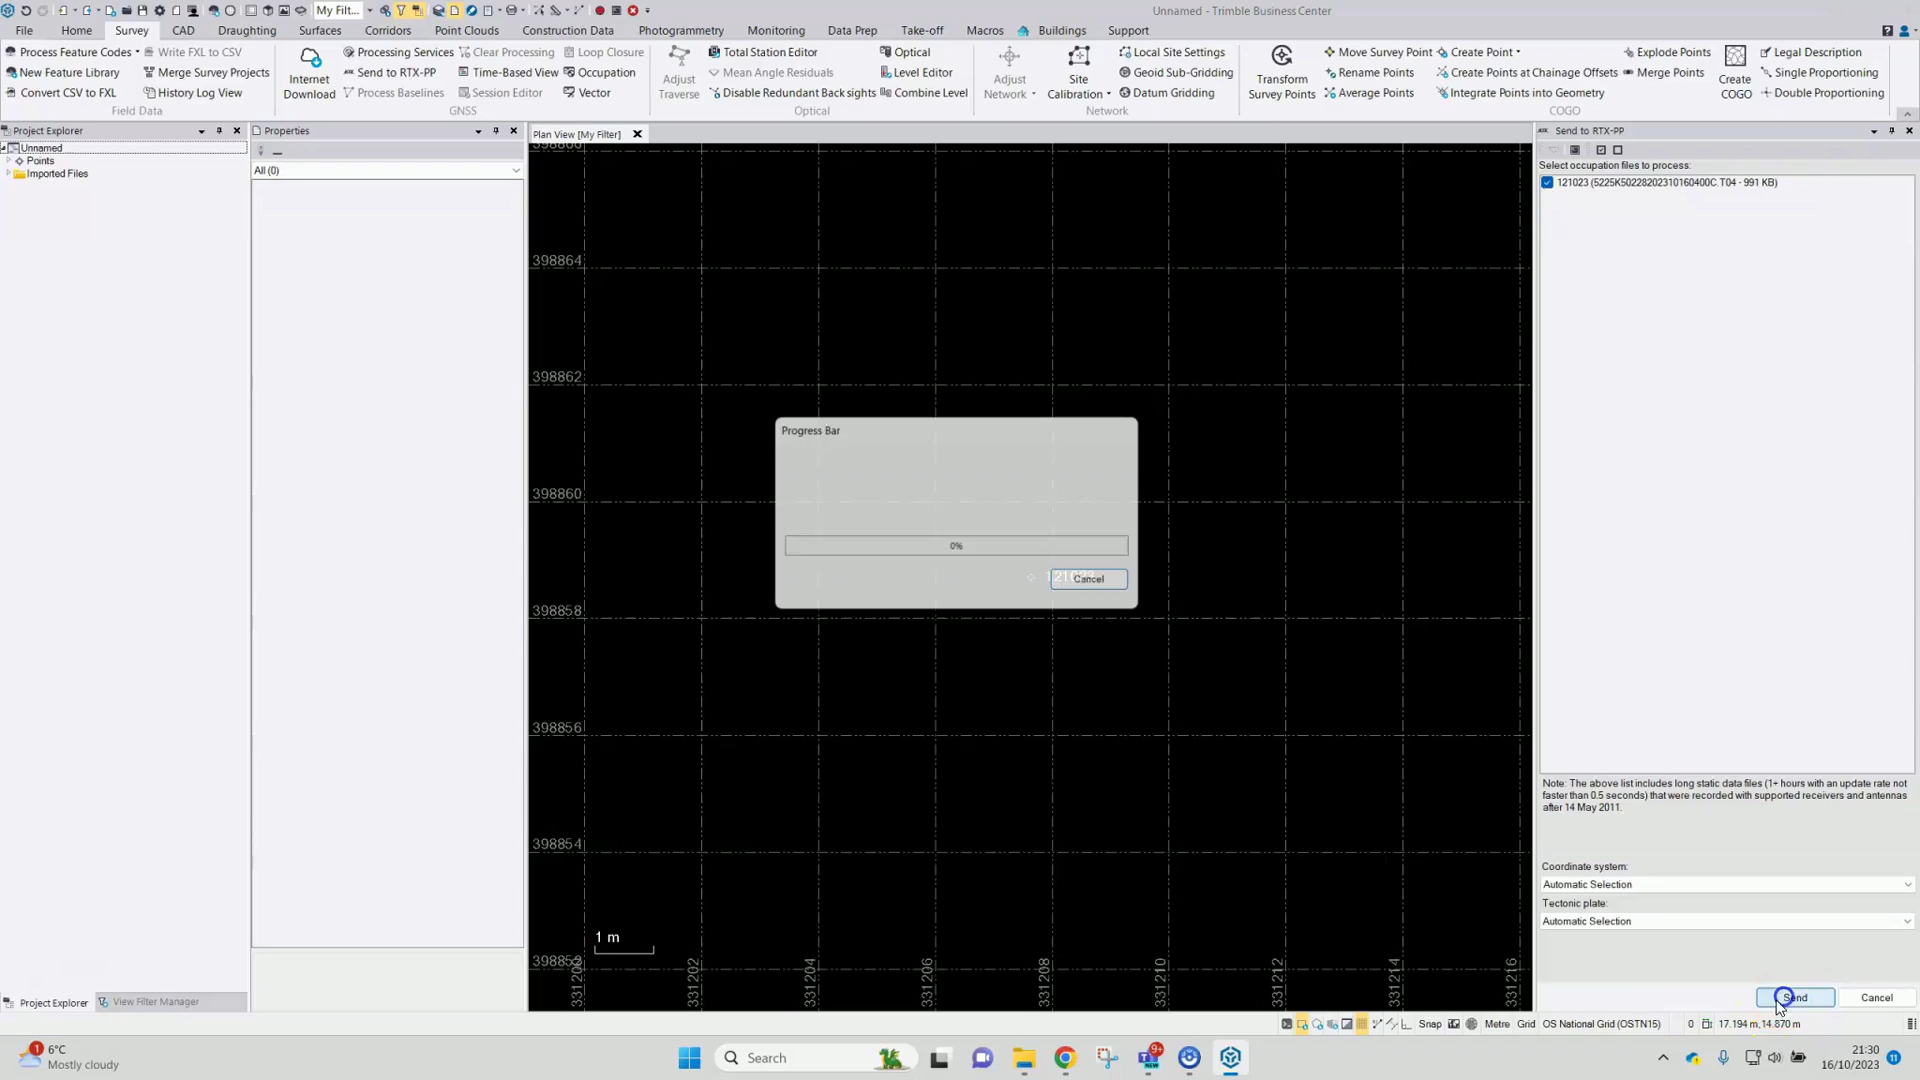 My Filt...
Unnamed - Trimble Business Center
File Home Survey CAD Draughting Surfaces Corridors Point Clouds Construction Data Photogrammetry Monitoring Data Prep Take-off Macros Buildings Support
Process Feature Codes
Write FXL to CSV
New Feature Library
Merge Survey Projects
Convert CSV to FXL
History Log View
Field Data
Internet Download
Processing Services
Clear Processing
Loop Closure
Send to RTX-PP
Time-Based View
Occupation
Process Baselines
Session Editor
Vector
GNSS
Adjust Traverse
Total Station Editor
Optical
Mean Angle Residuals
Level Editor
Disable Redundant Backsights
Combine Level
Optical
Adjust Network
Site Calibration
Local Site Settings
Geoid Sub-Gridding
Datum Gridding
Network
Transform Survey Points
Move Survey Point
Create Point
Explode Points
Rename Points
Create Points at Chainage Offsets
Merge Points
Average Points
Integrate Points into Geometry
Create COGO
Legal Description
Single Proportioning
Double Proportioning
COGO
Project Explorer
Unnamed
Points
Imported Files
Properties
All (0)
Plan View [My Filter]
398866
398864
398862
398860
398858
398856
398854
1 m
331202
331204
331206
331208
331210
331212
331214
331216
Progress Bar
0%
Cancel
Send to RTX-PP
Select occupation files to process:
121023 (5225K50228202310160400C.T04 - 991 KB)
Note: The above list includes long static data files (1+ hours with an update rate not
faster than 0.5 seconds) that were recorded with supported receivers and antennas
after 14 May 2011.
Coordinate system:
Automatic Selection
Tectonic plate:
Automatic Selection
Send
Cancel
Project Explorer
View Filter Manager
Snap
Metre
Grid
OS National Grid (OSTN15)
0
17.194 m,14.870 m
1
6°C
Mostly cloudy
Search
9+
NEW
21:30
16/10/2023
11